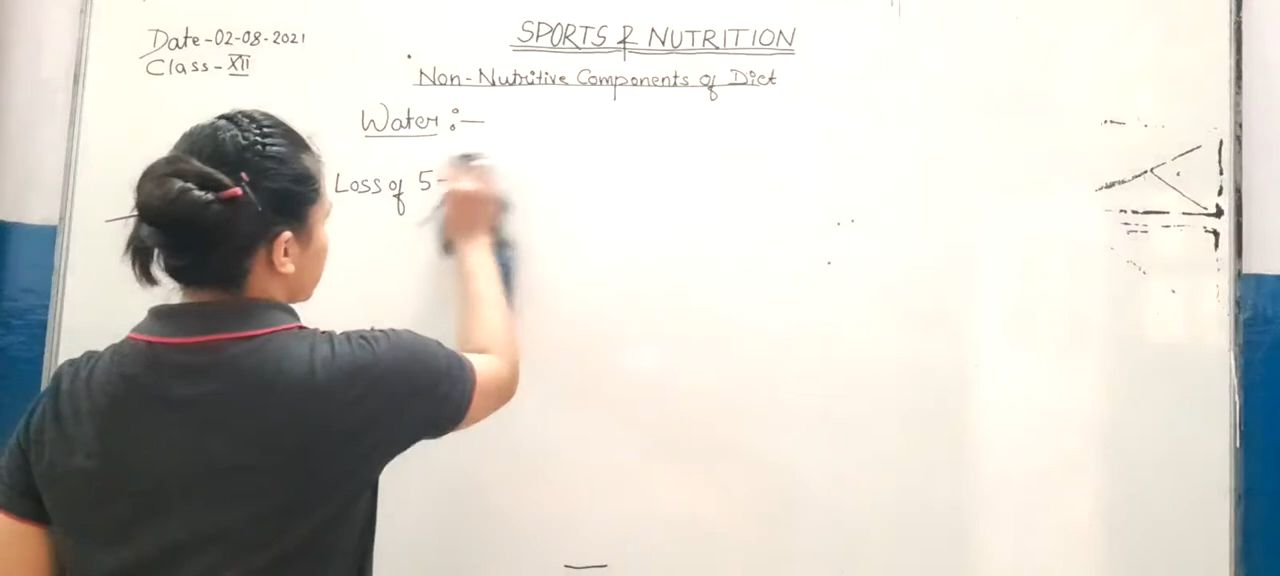 Date-02-08-2021
Class-XII
SPORTS & NUTRITION
Non-Nutritive Components of Diet
Water :-
Loss of 5-